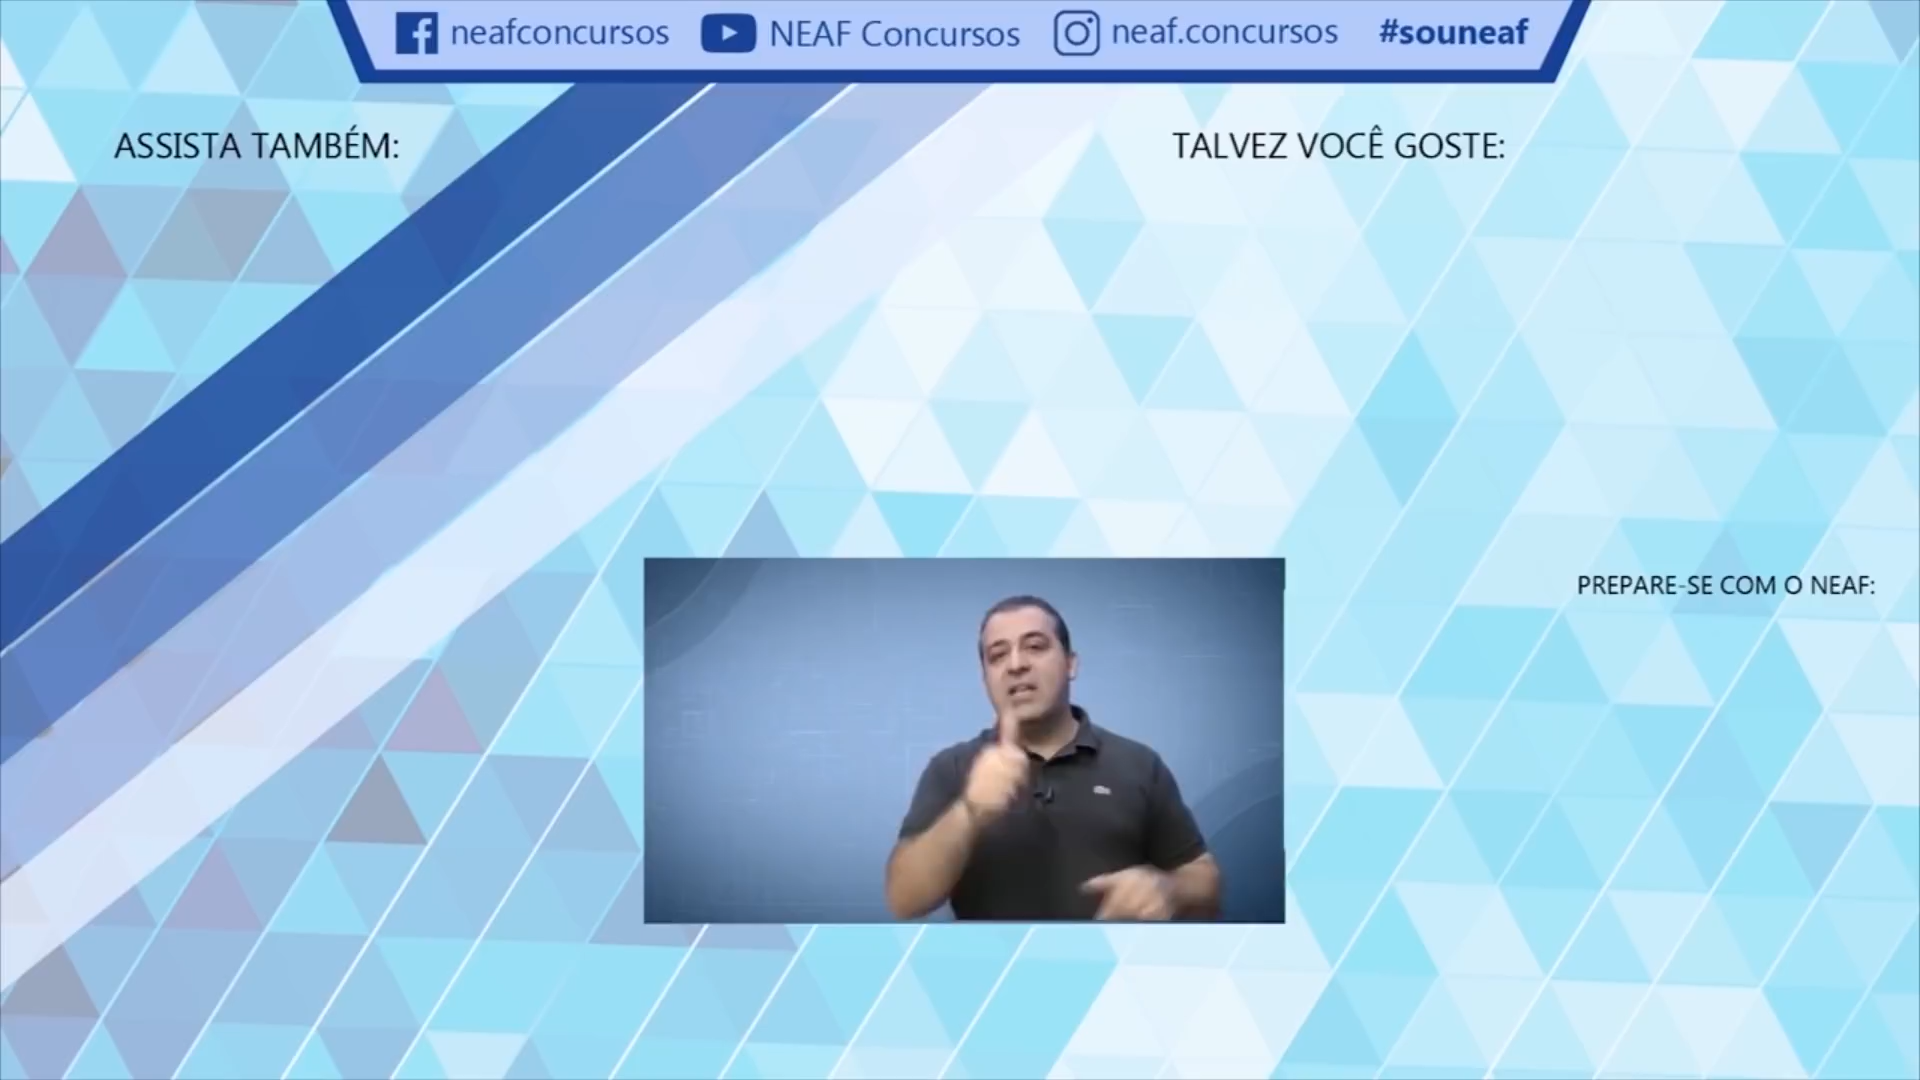 neafconcursos NEAF Concursos neaf.concursos #souneaf
ASSISTA TAMBÉM:
TALVEZ VOCÊ GOSTE:
PREPARE-SE COM O NEAF: